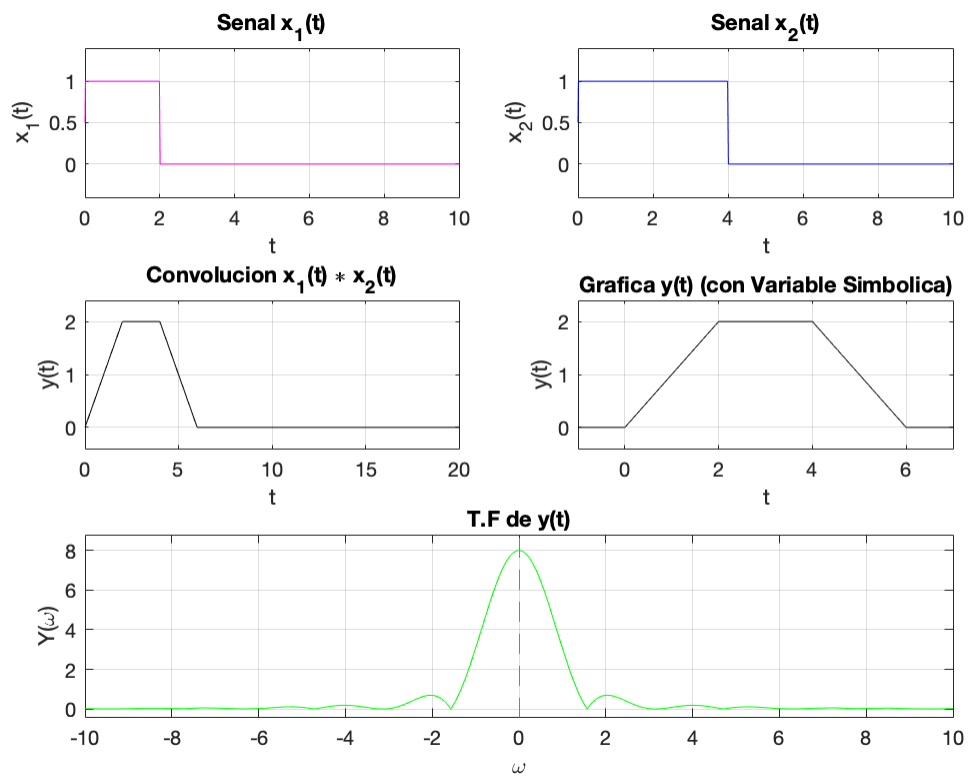 Senal x1(t)
x1(t)
1
0.5
0
0 2 4 6 8 10
t
Senal x2(t)
x2(t)
1
0.5
0
0 2 4 6 8 10
t
Convolucion x1(t) ∗ x2(t)
y(t)
2
1
0
0 5 10 15 20
t
Grafica y(t) (con Variable Simbolica)
y(t)
2
1
0
0 2 4 6
t
T.F de y(t)
Y(ω)
8
6
4
2
0
-10 -8 -6 -4 -2 0 2 4 6 8 10
ω